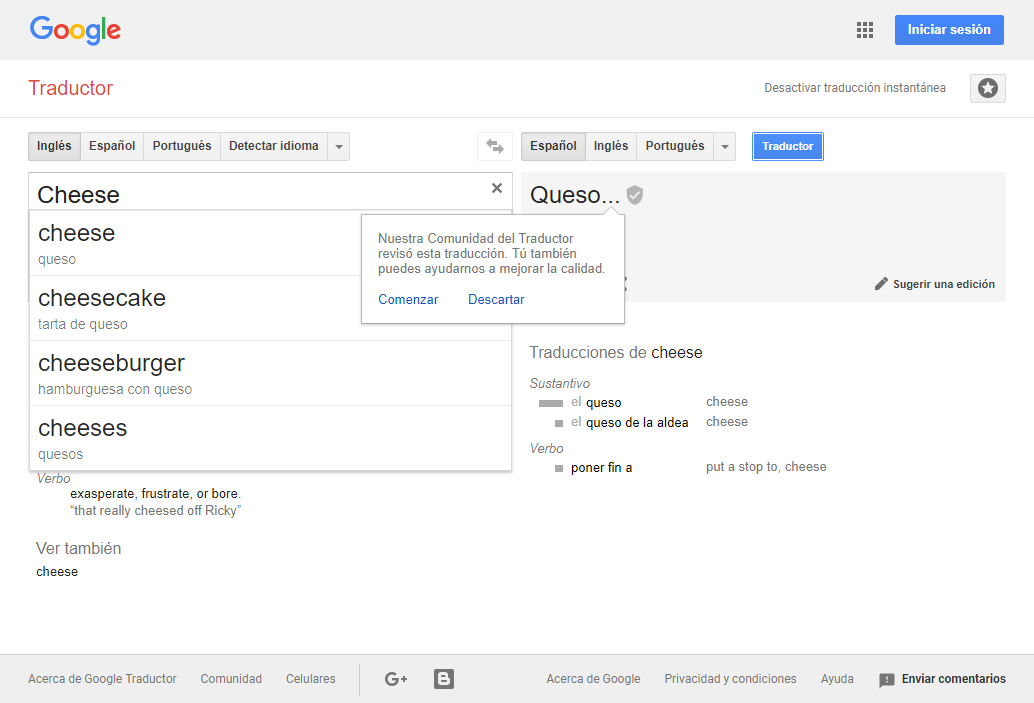 Google
Iniciar sesión
Traductor
Desactivar traducción instantánea
Inglés Español Portugués Detectar idioma
Español Inglés Portugués Traductor
Cheese
Queso...
cheese
queso
cheesecake
tarta de queso
cheeseburger
hamburguesa con queso
cheeses
quesos
Nuestra Comunidad del Traductor
revisó esta traducción. Tú también
puedes ayudarnos a mejorar la calidad.
Comenzar Descartar
Sugerir una edición
Verbo
exasperate, frustrate, or bore.
“that really cheesed off Ricky”
Ver también
cheese
Traducciones de cheese
Sustantivo
el queso cheese
el queso de la aldea cheese
Verbo
poner fin a put a stop to, cheese
Acerca de Google Traductor Comunidad Celulares G+ B Acerca de Google Privacidad y condiciones Ayuda Enviar comentarios